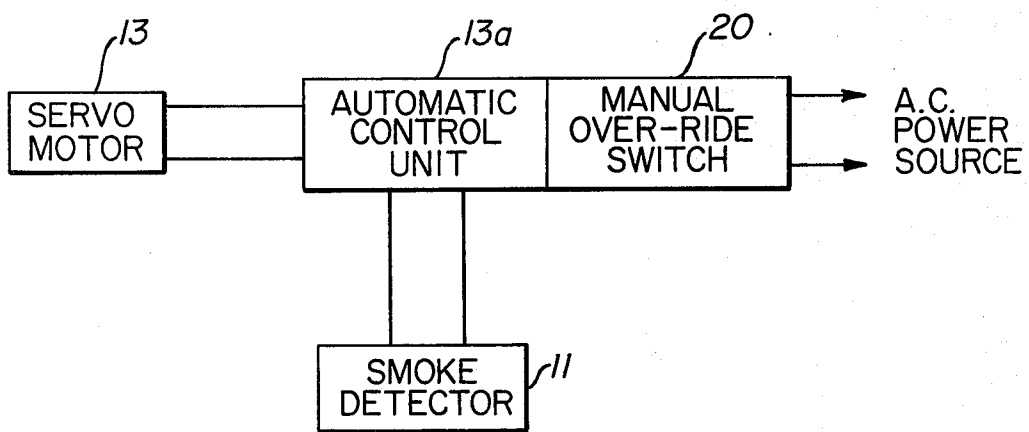 13
13a
20
SERVO
MOTOR
AUTOMATIC
CONTROL
UNIT
MANUAL
OVER-RIDE
SWITCH
A.C.
POWER
SOURCE
SMOKE
DETECTOR
11